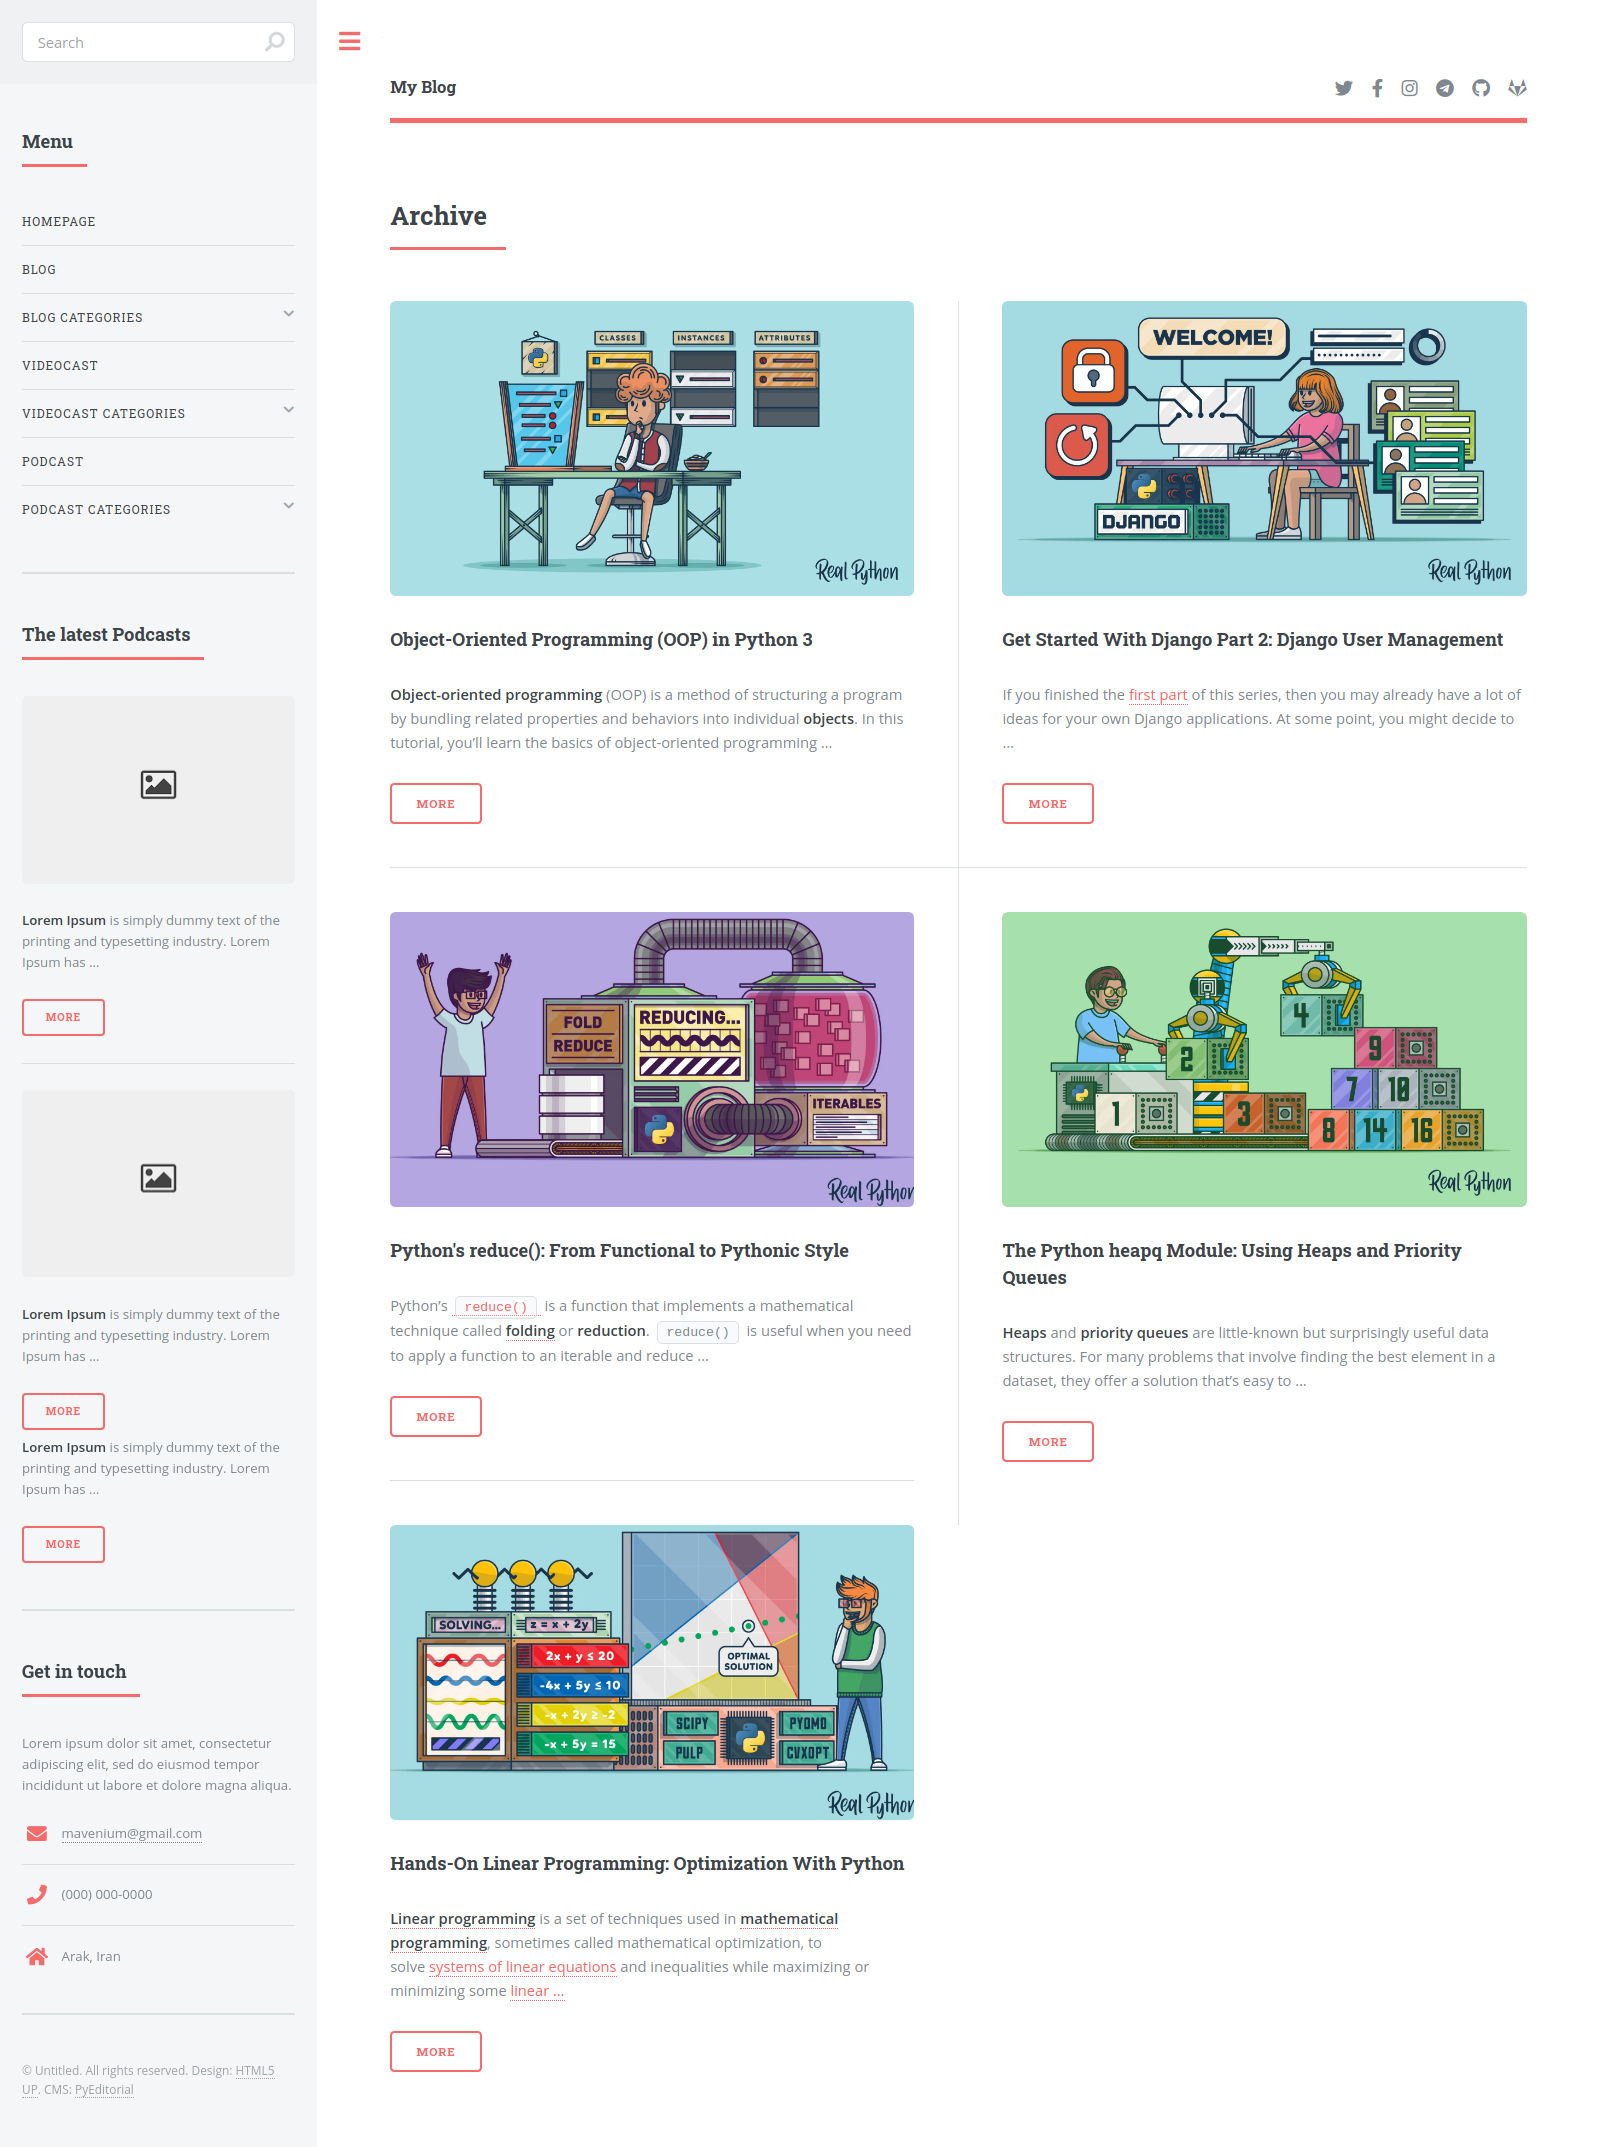 Search
Menu
HOMEPAGE
BLOG
BLOG CATEGORIES
VIDEOCAST
VIDEOCAST CATEGORIES
PODCAST
PODCAST CATEGORIES
The latest Podcasts
Lorem Ipsum is simply dummy text of the
printing and typesetting industry. Lorem
Ipsum has ...
MORE
Lorem Ipsum is simply dummy text of the
printing and typesetting industry. Lorem
Ipsum has ...
MORE
Lorem Ipsum is simply dummy text of the
printing and typesetting industry. Lorem
Ipsum has ...
MORE
Get in touch
Lorem ipsum dolor sit amet, consectetur
adipiscing elit, sed do eiusmod tempor
incididunt ut labore et dolore magna aliqua.
mavenium@gmail.com
(000) 000-0000
Arak, Iran
© Untitled. All rights reserved. Design: HTML5
UP. CMS: PyEditorial
My Blog
Archive
CLASSES
INSTANCES
ATTRIBUTES
Real Python
Object-Oriented Programming (OOP) in Python 3
Object-oriented programming (OOP) is a method of structuring a program
by bundling related properties and behaviors into individual objects. In this
tutorial, you’ll learn the basics of object-oriented programming ...
MORE
WELCOME!
DJANGO
Real Python
Get Started With Django Part 2: Django User Management
If you finished the first part of this series, then you may already have a lot of
ideas for your own Django applications. At some point, you might decide to
...
MORE
FOLD
REDUCE
REDUCING...
ITERABLES
Real Python
Python's reduce(): From Functional to Pythonic Style
Python’s reduce() is a function that implements a mathematical
technique called folding or reduction. reduce() is useful when you need
to apply a function to an iterable and reduce ...
MORE
4
9
2
7
10
1
3
8
14
16
Real Python
The Python heapq Module: Using Heaps and Priority
Queues
Heaps and priority queues are little-known but surprisingly useful data
structures. For many problems that involve finding the best element in a
dataset, they offer a solution that’s easy to ...
MORE
SOLVING...
z = x + 2y
2x + y ≤ 20
-4x + 5y ≤ 10
-x + 2y ≥ -2
-x + 5y = 15
OPTIMAL
SOLUTION
SCIPY
PYOMO
PULP
CVXOPT
Real Python
Hands-On Linear Programming: Optimization With Python
Linear programming is a set of techniques used in mathematical
programming, sometimes called mathematical optimization, to
solve systems of linear equations and inequalities while maximizing or
minimizing some linear ...
MORE